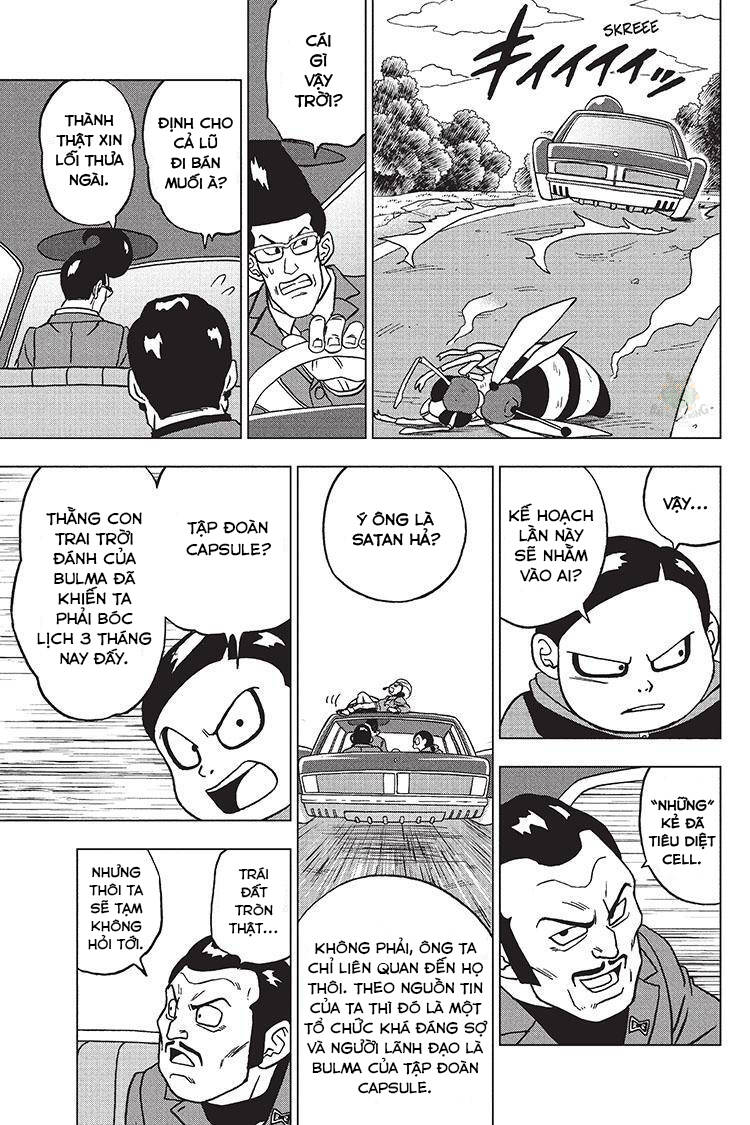 SKREEE
キイイイイイッ
CÁI
GÌ
VẬY
TRỜI?
ĐỊNH CHO
CẢ LŨ
ĐI BÁN
MUỐI À?
THÀNH
THẬT XIN
LỖI THƯA
NGÀI.
VẬY...
KẾ HOẠCH
LẦN NÀY
SẼ NHẰM
VÀO AI?
"NHỮNG"
KẺ ĐÃ
TIÊU DIỆT
CELL.
Ý ÔNG LÀ
SATAN HẢ?
KHÔNG PHẢI, ÔNG TA
CHỈ LIÊN QUAN ĐẾN HỌ
THÔI. THEO NGUỒN TIN
CỦA TA THÌ ĐÓ LÀ MỘT
TỔ CHỨC KHÁ ĐÁNG SỢ
VÀ NGƯỜI LÃNH ĐẠO LÀ
BULMA CỦA TẬP ĐOÀN
CAPSULE.
TẬP ĐOÀN
CAPSULE?
THẰNG CON
TRAI TRỜI
ĐÁNH CỦA
BULMA ĐÃ
KHIẾN TA
PHẢI BÓC
LỊCH 3 THÁNG
NAY ĐẤY.
TRÁI
ĐẤT
TRÒN
THẬT...
NHƯNG
THÔI TA
SẼ TẠM
KHÔNG
HỎI TỚI.